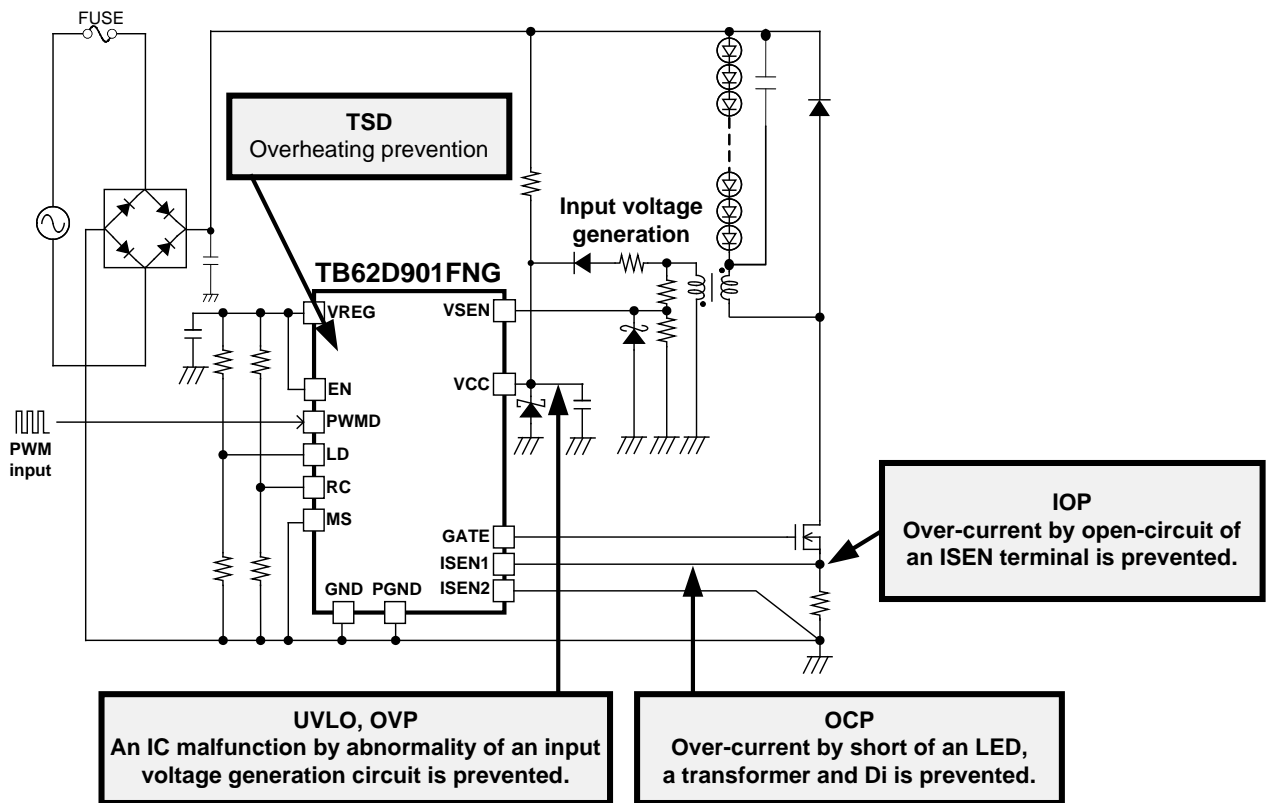 FUSE
TSD
Overheating prevention
Input voltage
generation
TB62D901FNG
VREG
VSEN
EN
VCC
PWMD
PWM
input
LD
RC
MS
GATE
ISEN1
ISEN2
GND PGND
IOP
Over-current by open-circuit of
an ISEN terminal is prevented.
UVLO, OVP
An IC malfunction by abnormality of an input
voltage generation circuit is prevented.
OCP
Over-current by short of an LED,
a transformer and Di is prevented.